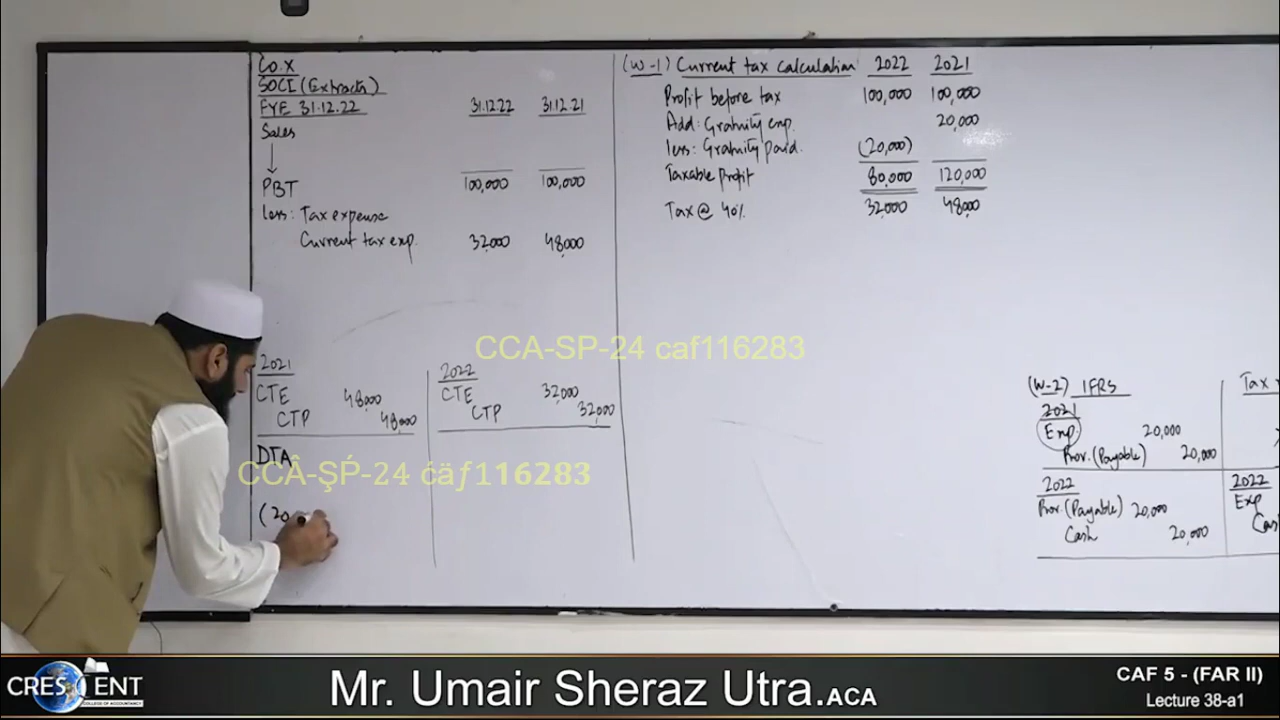 Co.X
SOCI (Extracts)
FYE 31.12.22 31.12.22 31.12.21
Sales
PBT 100,000 100,000
less: Tax expense
Current tax exp. 32,000 48,000
(W-1) Current tax calculation 2022 2021
Profit before tax 100,000 100,000
Add: Gratuity exp. 20,000
less: Gratuity paid. (20,000)
Taxable Profit 80,000 120,000
Tax @ 40% 32,000 48,000
2021
CTE 48,000
CTP 48,000
DTA
(20
2022
CTE 32,000
CTP 32,000
(W-2) IFRS
2021
Exp 20,000
Prov. (Payable) 20,000
2022
Prov. (Payable) 20,000
Cash 20,000
Tax
2022
Exp
Cas
CCA-SP-24 caf116283
CCÂ-ŞṔ-24 ĉäƒ116283
CRESCENT
COLLEGE OF ACCOUNTANCY
Mr. Umair Sheraz Utra.ACA
CAF 5 - (FAR II)
Lecture 38-a1